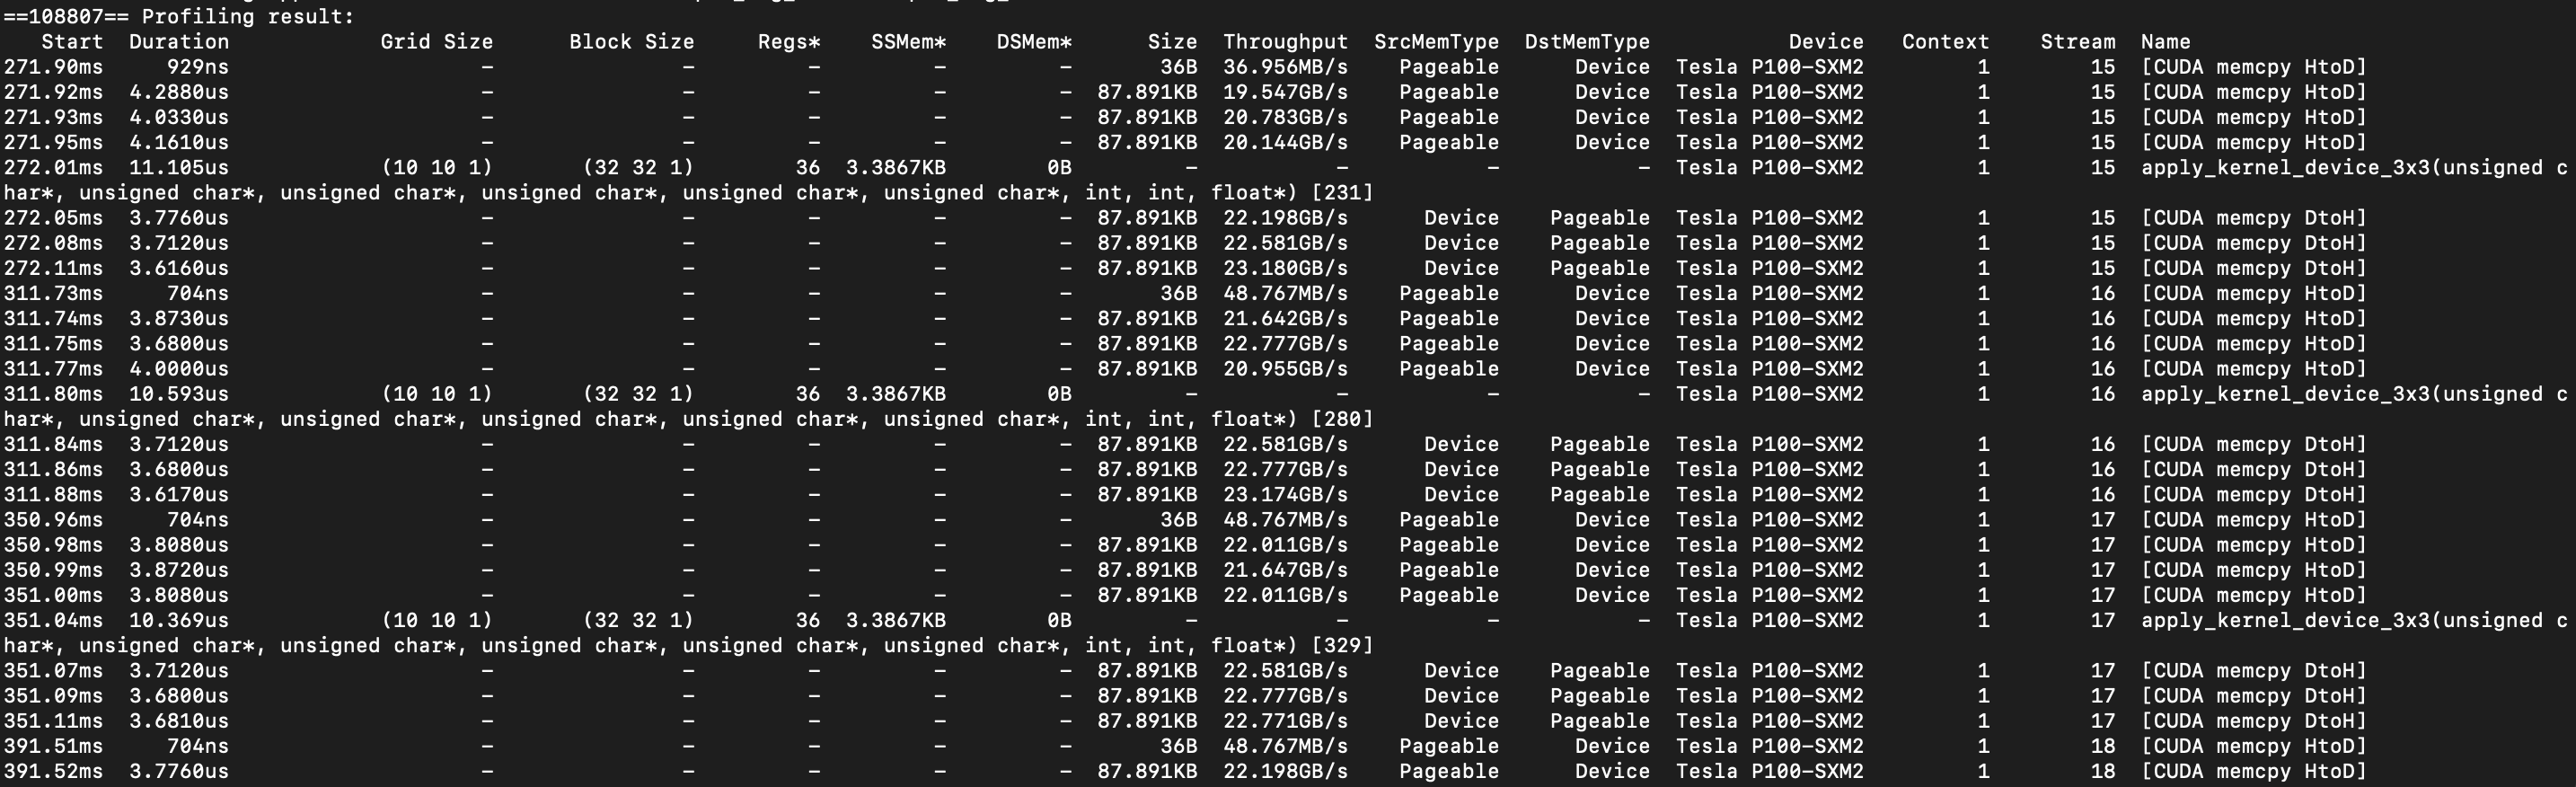 ==108807== Profiling result:
Start Duration Grid Size Block Size Regs* SSMem* DSMem* Size Throughput SrcMemType DstMemType Device Context Stream Name
271.90ms 929ns - - - - - 36B 36.956MB/s Pageable Device Tesla P100-SXM2 1 15 [CUDA memcpy HtoD]
271.92ms 4.2880us - - - - - 87.891KB 19.547GB/s Pageable Device Tesla P100-SXM2 1 15 [CUDA memcpy HtoD]
271.93ms 4.0330us - - - - - 87.891KB 20.783GB/s Pageable Device Tesla P100-SXM2 1 15 [CUDA memcpy HtoD]
271.95ms 4.1610us - - - - - 87.891KB 20.144GB/s Pageable Device Tesla P100-SXM2 1 15 [CUDA memcpy HtoD]
272.01ms 11.105us (10 10 1) (32 32 1) 36 3.3867KB 0B - - - - Tesla P100-SXM2 1 15 apply_kernel_device_3x3(unsigned c
har*, unsigned char*, unsigned char*, unsigned char*, unsigned char*, unsigned char*, int, int, float*) [231]
272.05ms 3.7760us - - - - - 87.891KB 22.198GB/s Device Pageable Tesla P100-SXM2 1 15 [CUDA memcpy DtoH]
272.08ms 3.7120us - - - - - 87.891KB 22.581GB/s Device Pageable Tesla P100-SXM2 1 15 [CUDA memcpy DtoH]
272.11ms 3.6160us - - - - - 87.891KB 23.180GB/s Device Pageable Tesla P100-SXM2 1 15 [CUDA memcpy DtoH]
311.73ms 704ns - - - - - 36B 48.767MB/s Pageable Device Tesla P100-SXM2 1 16 [CUDA memcpy HtoD]
311.74ms 3.8730us - - - - - 87.891KB 21.642GB/s Pageable Device Tesla P100-SXM2 1 16 [CUDA memcpy HtoD]
311.75ms 3.6800us - - - - - 87.891KB 22.777GB/s Pageable Device Tesla P100-SXM2 1 16 [CUDA memcpy HtoD]
311.77ms 4.0000us - - - - - 87.891KB 20.955GB/s Pageable Device Tesla P100-SXM2 1 16 [CUDA memcpy HtoD]
311.80ms 10.593us (10 10 1) (32 32 1) 36 3.3867KB 0B - - - - Tesla P100-SXM2 1 16 apply_kernel_device_3x3(unsigned c
har*, unsigned char*, unsigned char*, unsigned char*, unsigned char*, unsigned char*, int, int, float*) [280]
311.84ms 3.7120us - - - - - 87.891KB 22.581GB/s Device Pageable Tesla P100-SXM2 1 16 [CUDA memcpy DtoH]
311.86ms 3.6800us - - - - - 87.891KB 22.777GB/s Device Pageable Tesla P100-SXM2 1 16 [CUDA memcpy DtoH]
311.88ms 3.6170us - - - - - 87.891KB 23.174GB/s Device Pageable Tesla P100-SXM2 1 16 [CUDA memcpy DtoH]
350.96ms 704ns - - - - - 36B 48.767MB/s Pageable Device Tesla P100-SXM2 1 17 [CUDA memcpy HtoD]
350.98ms 3.8080us - - - - - 87.891KB 22.011GB/s Pageable Device Tesla P100-SXM2 1 17 [CUDA memcpy HtoD]
350.99ms 3.8720us - - - - - 87.891KB 21.647GB/s Pageable Device Tesla P100-SXM2 1 17 [CUDA memcpy HtoD]
351.00ms 3.8080us - - - - - 87.891KB 22.011GB/s Pageable Device Tesla P100-SXM2 1 17 [CUDA memcpy HtoD]
351.04ms 10.369us (10 10 1) (32 32 1) 36 3.3867KB 0B - - - - Tesla P100-SXM2 1 17 apply_kernel_device_3x3(unsigned c
har*, unsigned char*, unsigned char*, unsigned char*, unsigned char*, unsigned char*, int, int, float*) [329]
351.07ms 3.7120us - - - - - 87.891KB 22.581GB/s Device Pageable Tesla P100-SXM2 1 17 [CUDA memcpy DtoH]
351.09ms 3.6800us - - - - - 87.891KB 22.777GB/s Device Pageable Tesla P100-SXM2 1 17 [CUDA memcpy DtoH]
351.11ms 3.6810us - - - - - 87.891KB 22.771GB/s Device Pageable Tesla P100-SXM2 1 17 [CUDA memcpy DtoH]
391.51ms 704ns - - - - - 36B 48.767MB/s Pageable Device Tesla P100-SXM2 1 18 [CUDA memcpy HtoD]
391.52ms 3.7760us - - - - - 87.891KB 22.198GB/s Pageable Device Tesla P100-SXM2 1 18 [CUDA memcpy HtoD]